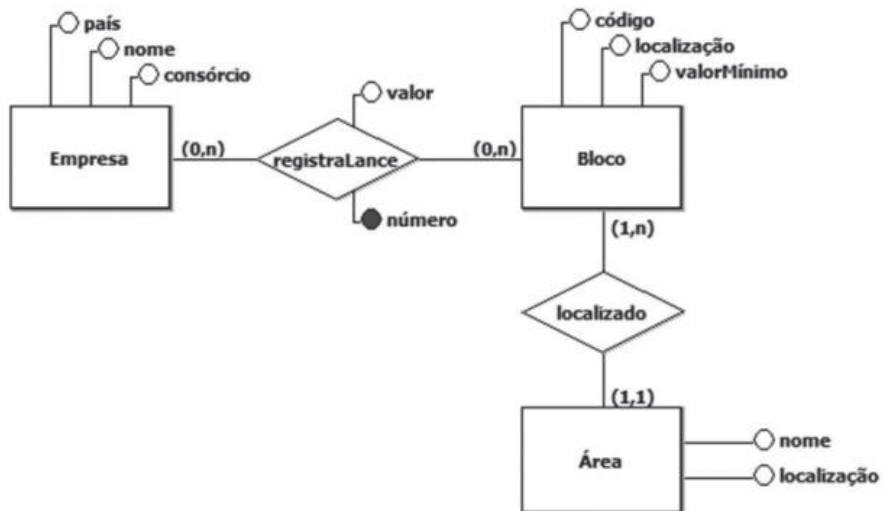 país
nome
consórcio
Empresa
(0,n)
valor
registraLance
número
(0,n)
código
localização
valorMínimo
Bloco
(1,n)
localizado
(1,1)
Área
nome
localização